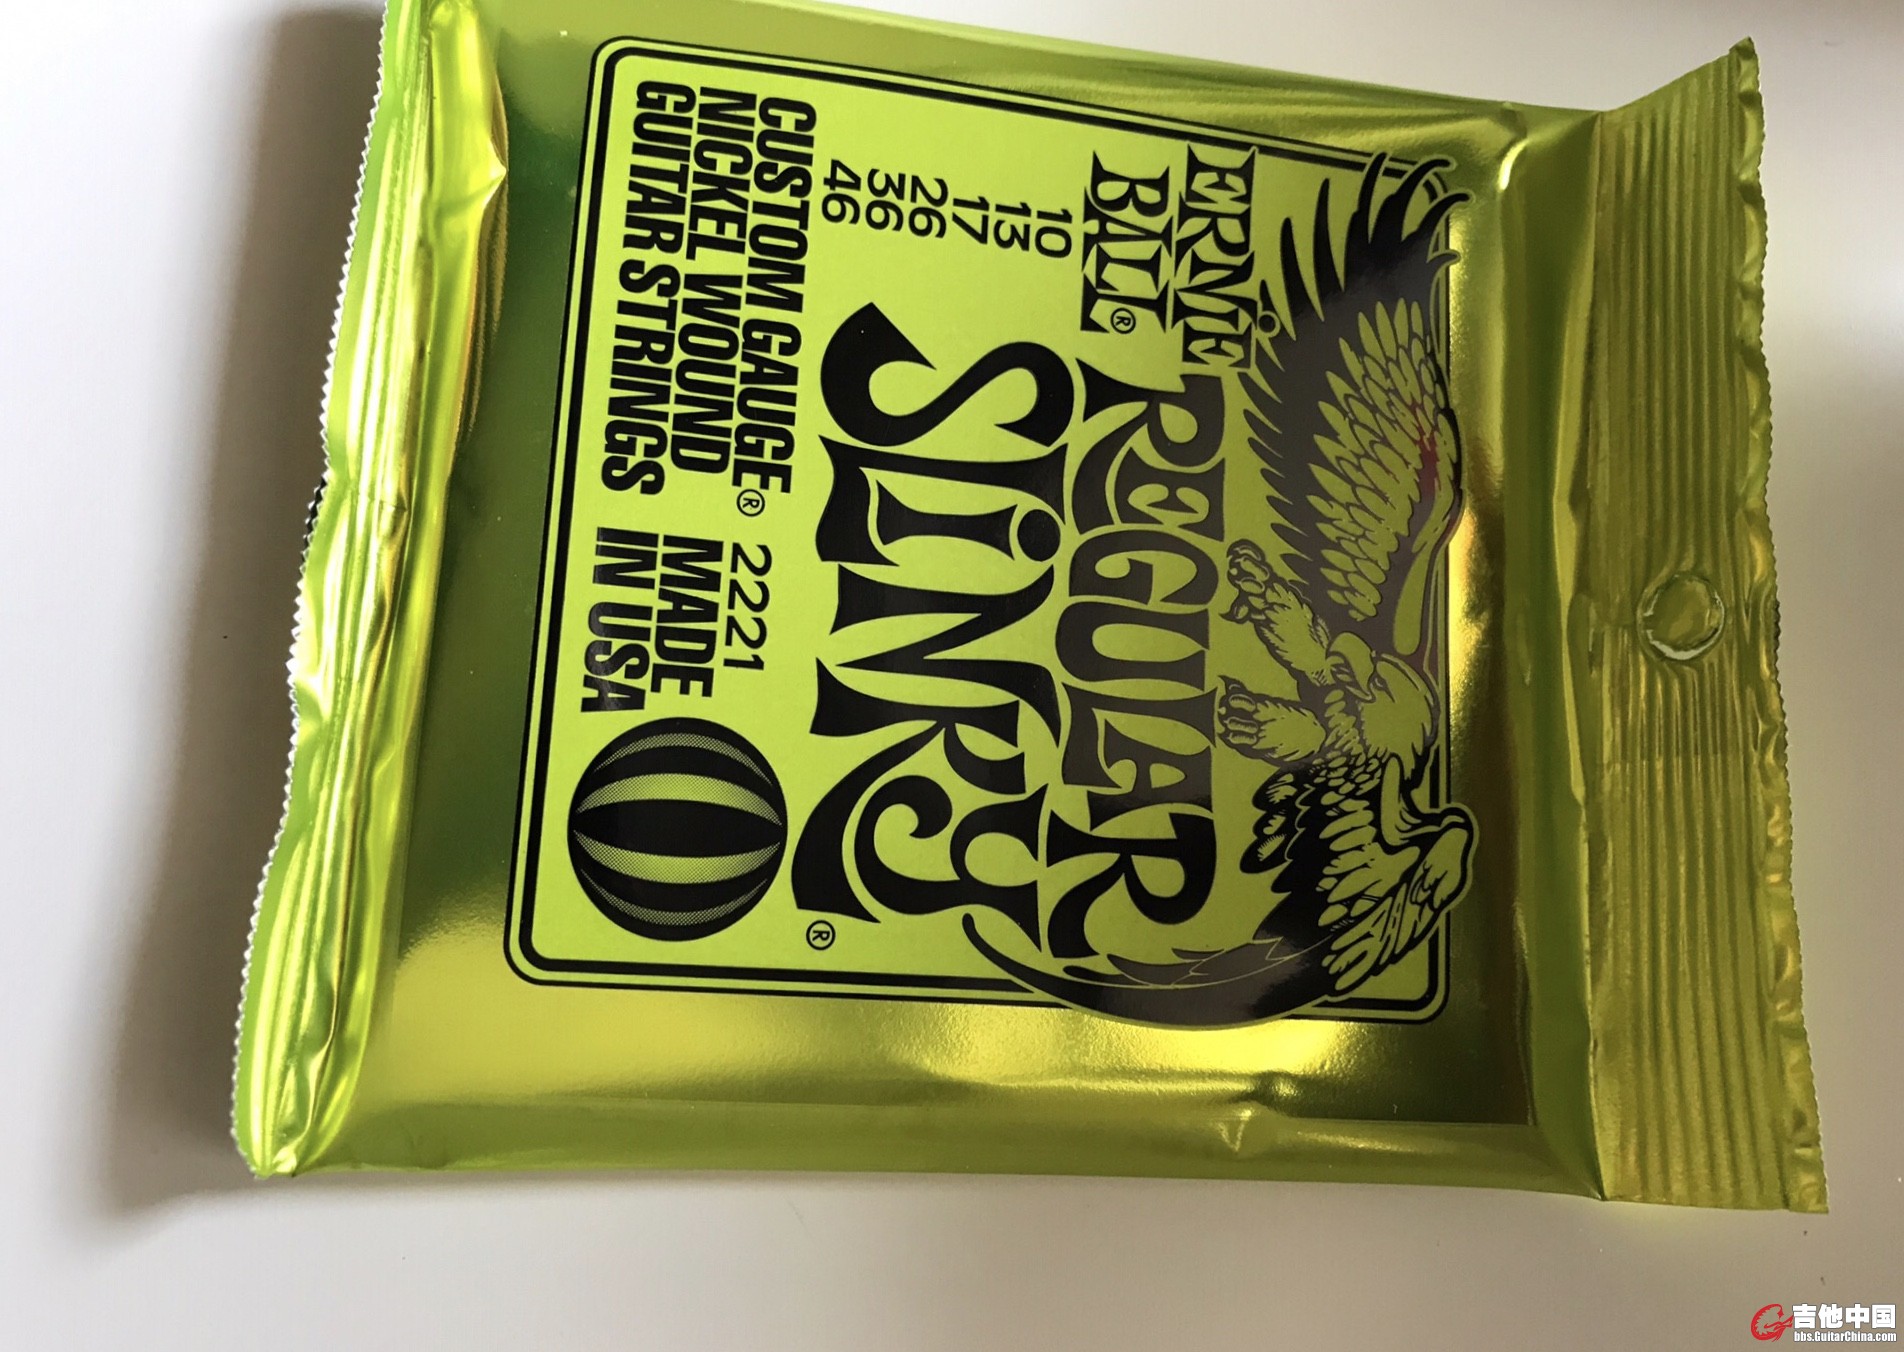 ERNIE
BALL®
REGULAR
SLINKY®
10
13
17
26
36
46
CUSTOM GAUGE®
NICKEL WOUND
GUITAR STRINGS
2221
MADE
IN USA
吉他中国
bbs.GuitarChina.com